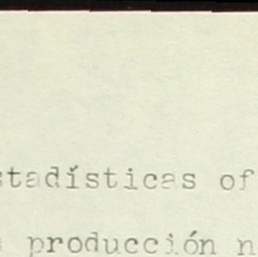 stadísticas of
producción n